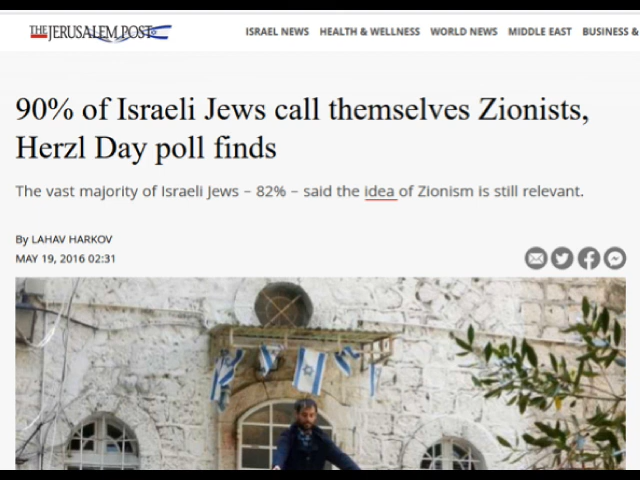 THE JERUSALEM POST
ISRAEL NEWS HEALTH & WELLNESS WORLD NEWS MIDDLE EAST BUSINESS &
90% of Israeli Jews call themselves Zionists,
Herzl Day poll finds
The vast majority of Israeli Jews – 82% – said the idea of Zionism is still relevant.
By LAHAV HARKOV
MAY 19, 2016 02:31